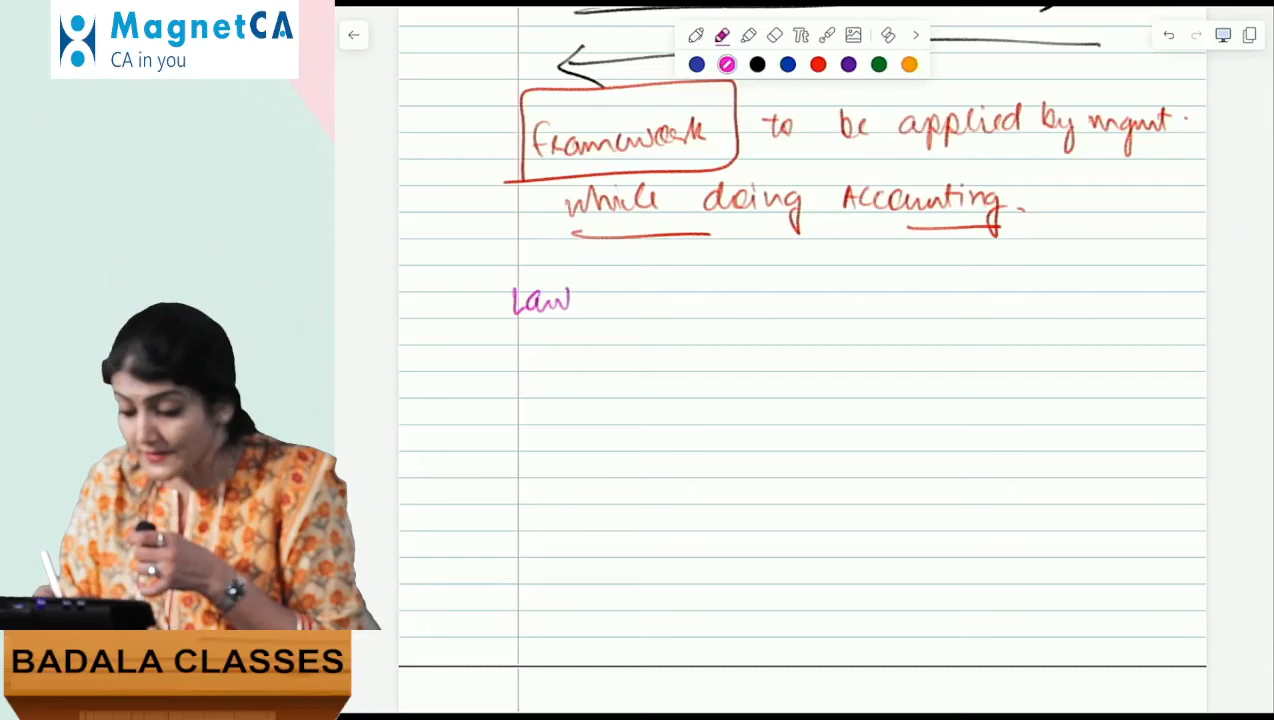 MagnetCA
CA in you
framework to be applied by mgmt.
while doing Accounting.
Law
BADALA CLASSES